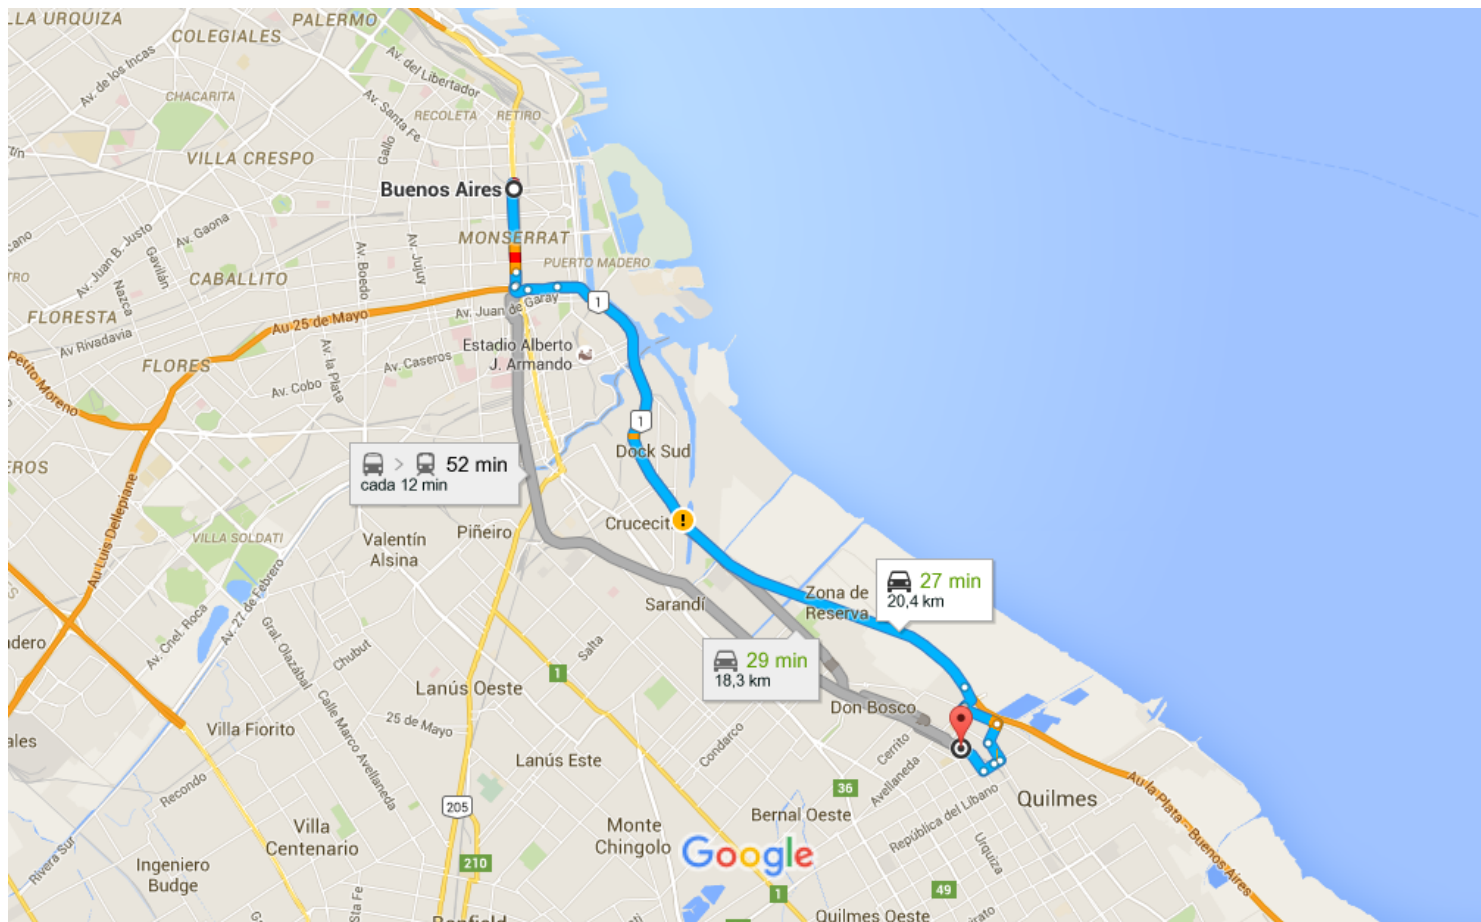 LLA URQUIZA
PALERMO
COLEGIALES
Av. de los Incas
Av. del Libertador
CHACARITA
Av. Santa Fe
RECOLETA
RETIRO
Gallo
VILLA CRESPO
Buenos Aires
Av. Gaona
Av. Juan B. Justo
Gavilán
Av. Boedo
Av. Jujuy
MONSERRAT
PUERTO MADERO
CABALLITO
Nazca
1
Av. Juan de Garay
Au 25 de Mayo
FLORESTA
Av Rivadavia
Av. la Plata
Estadio Alberto
J. Armando
FLORES
Av. Caseros
Av. Cobo
Petito Moreno
1
Dock Sud
52 min
cada 12 min
Au Luis Dellepiane
Crucecit
Piñeiro
VILLA SOLDATI
Valentín
Alsina
27 min
20,4 km
Zona de
Reserva
Sarandí
Av. Cnel. Roca
Av. 27 de Febrero
Gral. Olazábal
Chubut
Salta
29 min
18,3 km
1
Lanús Oeste
Calle Marco Avellaneda
25 de Mayo
Don Bosco
Villa Fiorito
Condarco
Cerrito
Lanús Este
Avellaneda
Au la Plata - Buenos Aires
Recondo
36
República del Líbano
Quilmes
205
Villa
Centenario
Monte
Chingolo
Bernal Oeste
Urquiza
Google
Rivera Sur
Ingeniero
Budge
210
1
49
Sta Fe
Banfield
Quilmes Oeste